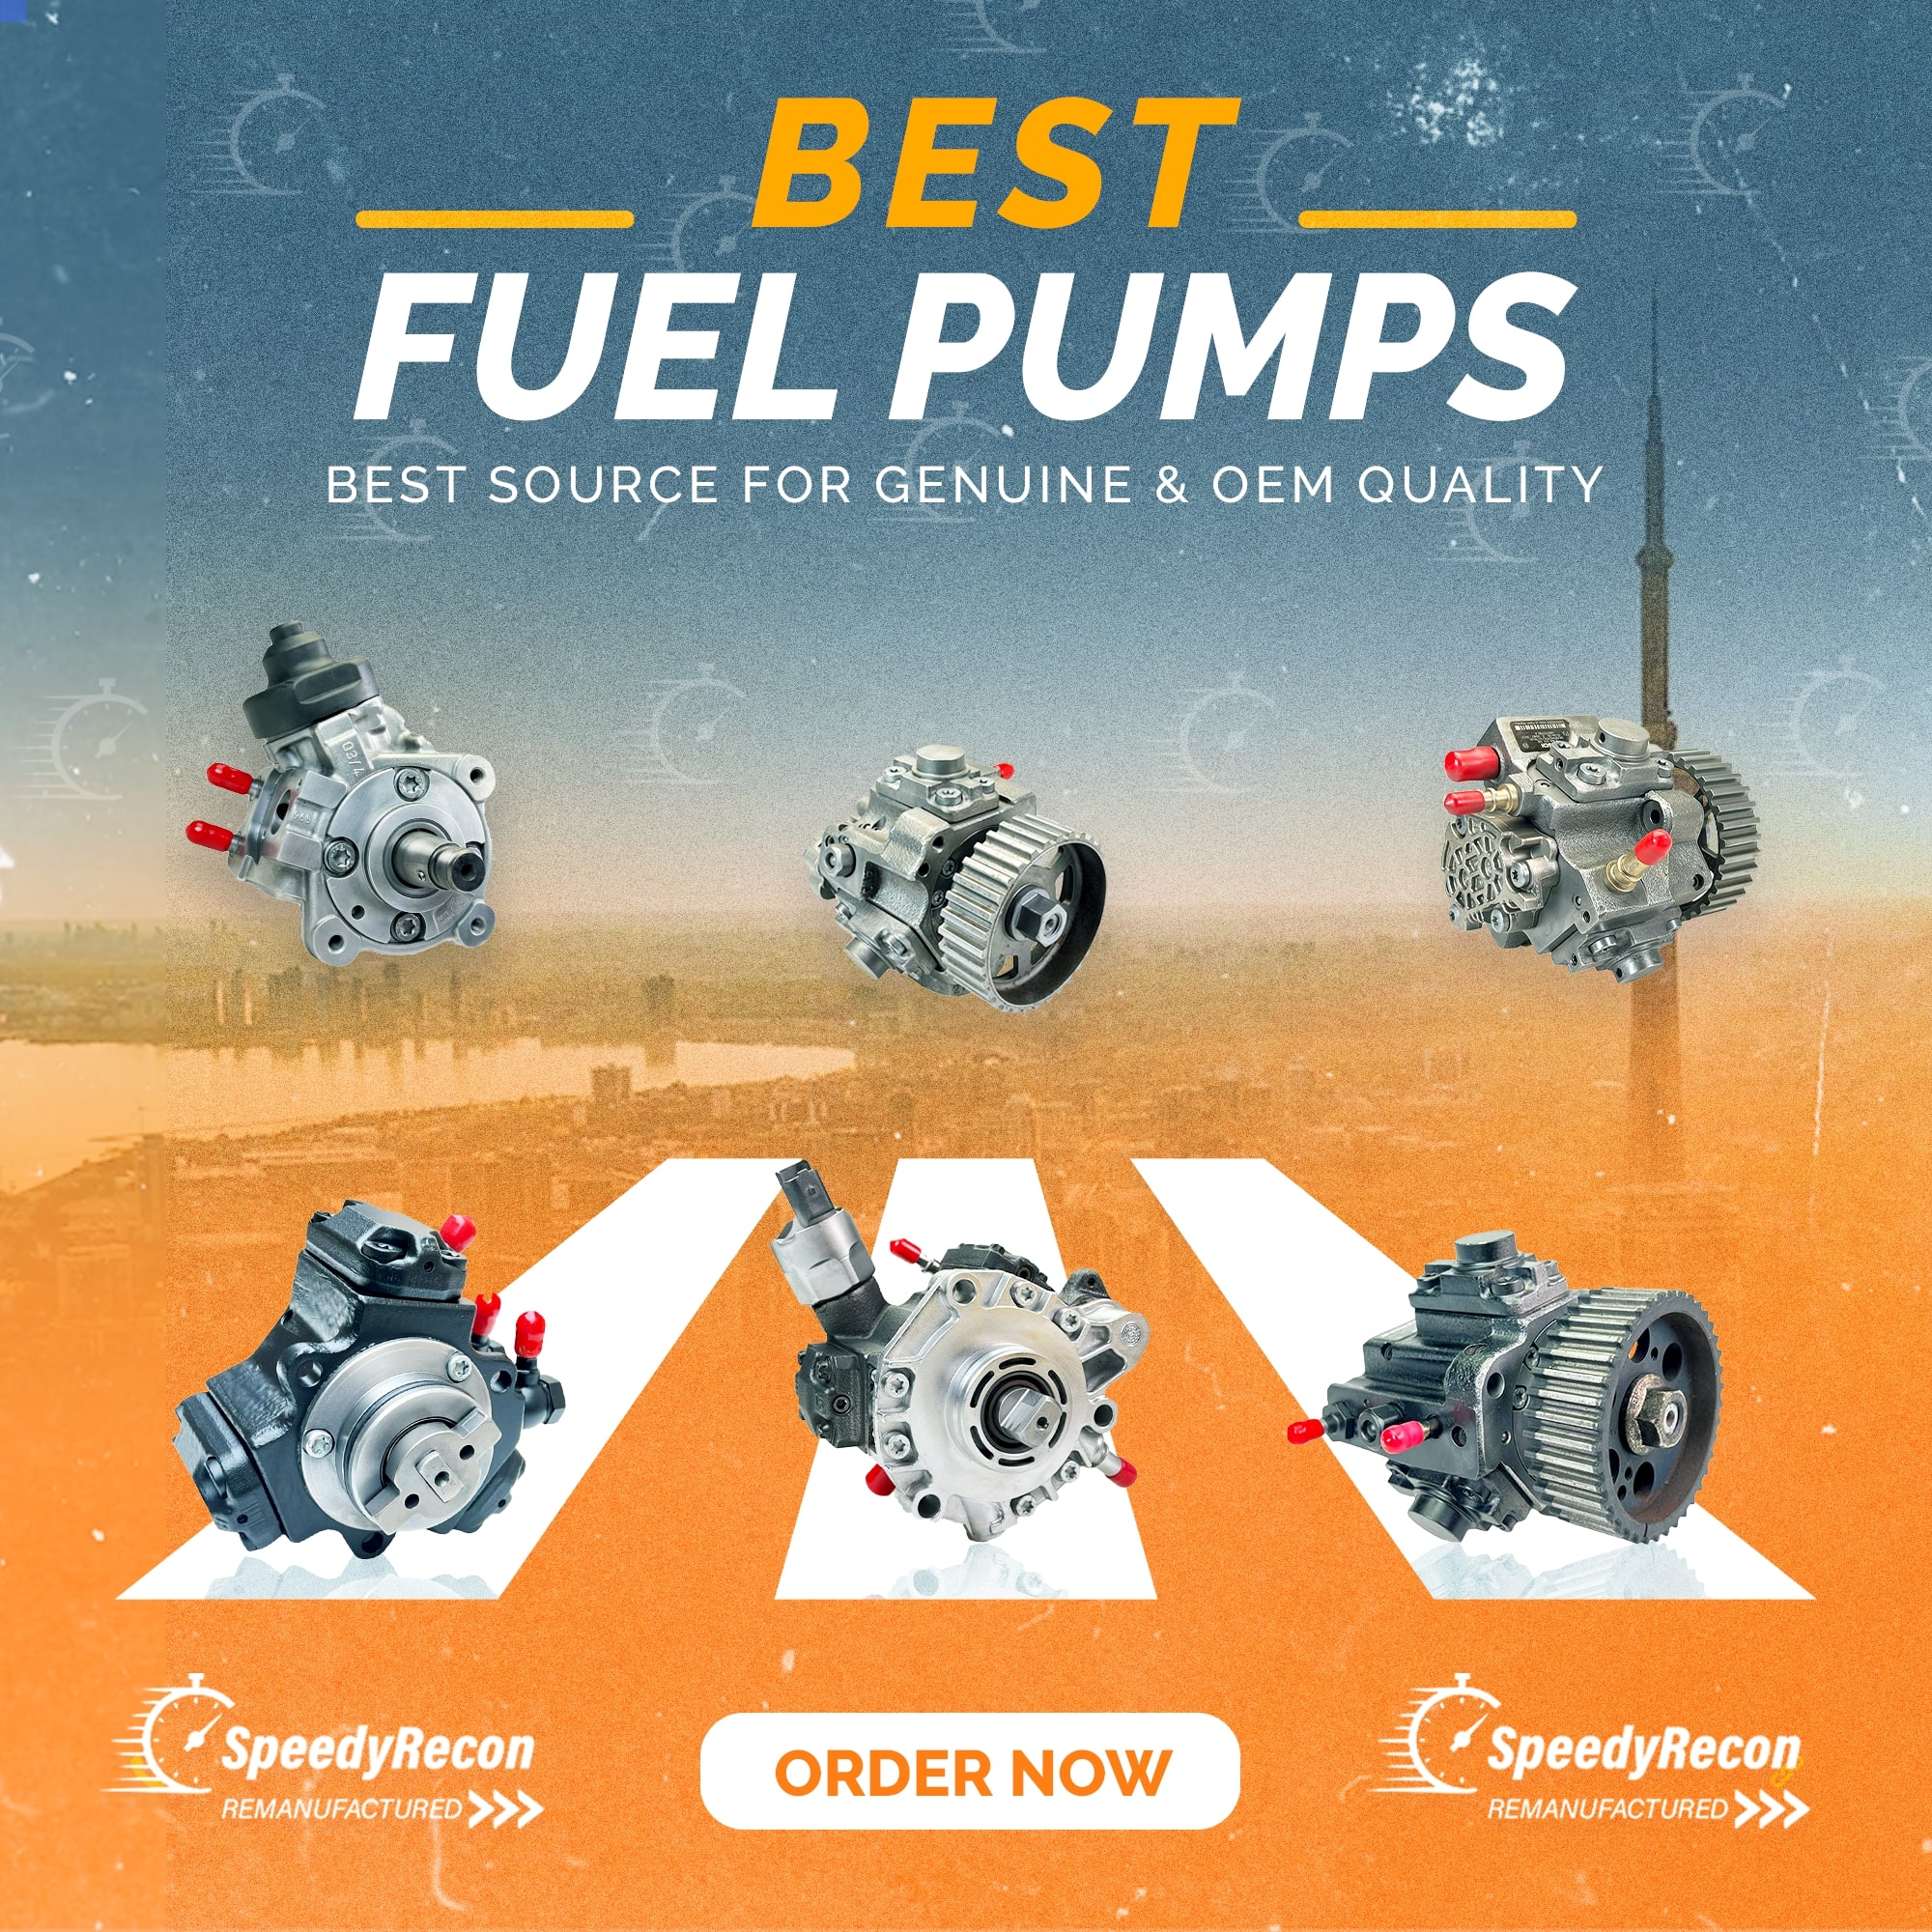 BEST
FUEL PUMPS
BEST SOURCE FOR GENUINE & OEM QUALITY
SpeedyRecon
REMANUFACTURED
ORDER NOW
SpeedyRecon
REMANUFACTURED